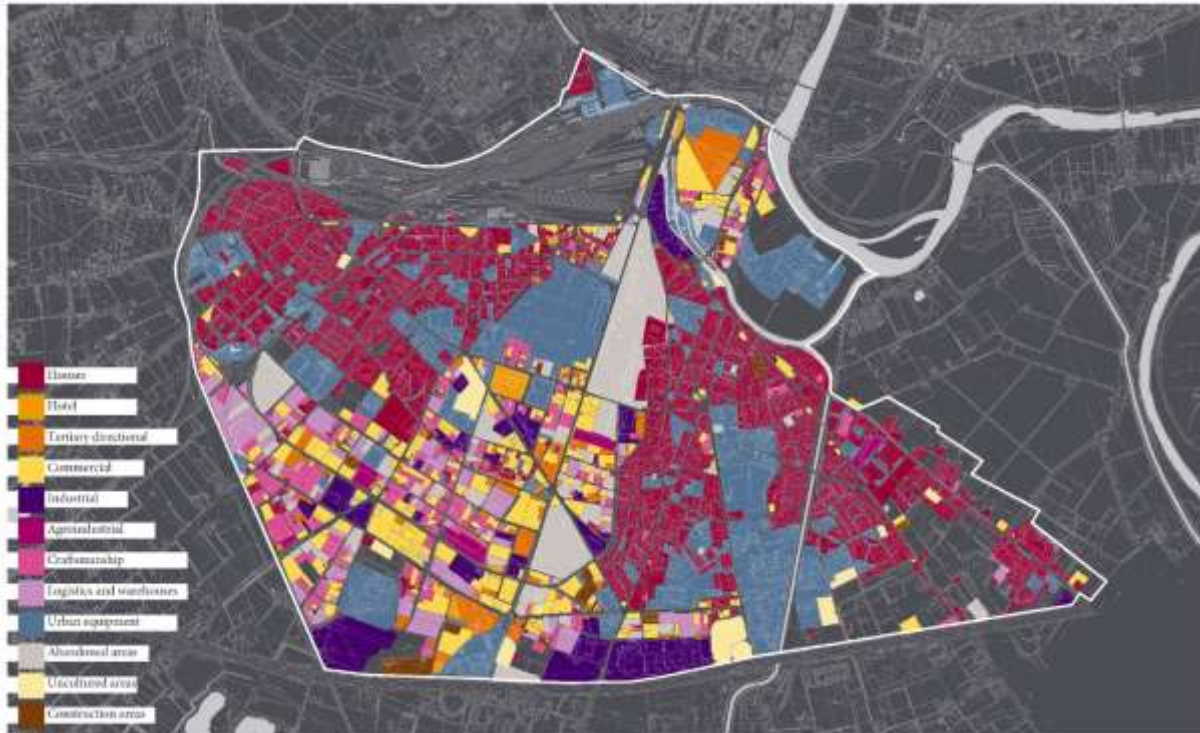 Houses
Hotel
Tertiary directional
Commercial
Industrial
Agroindustrial
Craftsmanship
Logistics and warehouses
Urban equipment
Abandoned areas
Uncultured areas
Construction areas